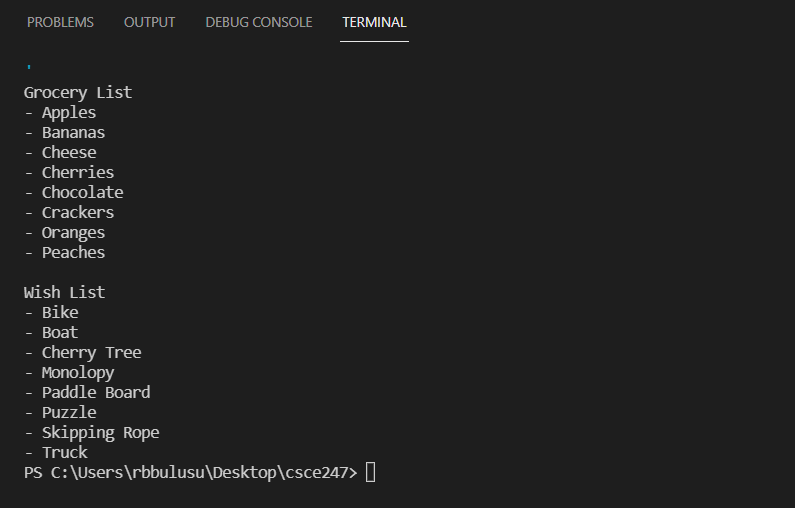 PROBLEMS OUTPUT DEBUG CONSOLE TERMINAL
'
Grocery List
- Apples
- Bananas
- Cheese
- Cherries
- Chocolate
- Crackers
- Oranges
- Peaches
Wish List
- Bike
- Boat
- Cherry Tree
- Monolopy
- Paddle Board
- Puzzle
- Skipping Rope
- Truck
PS C:\Users\rbbulusu\Desktop\csce247>